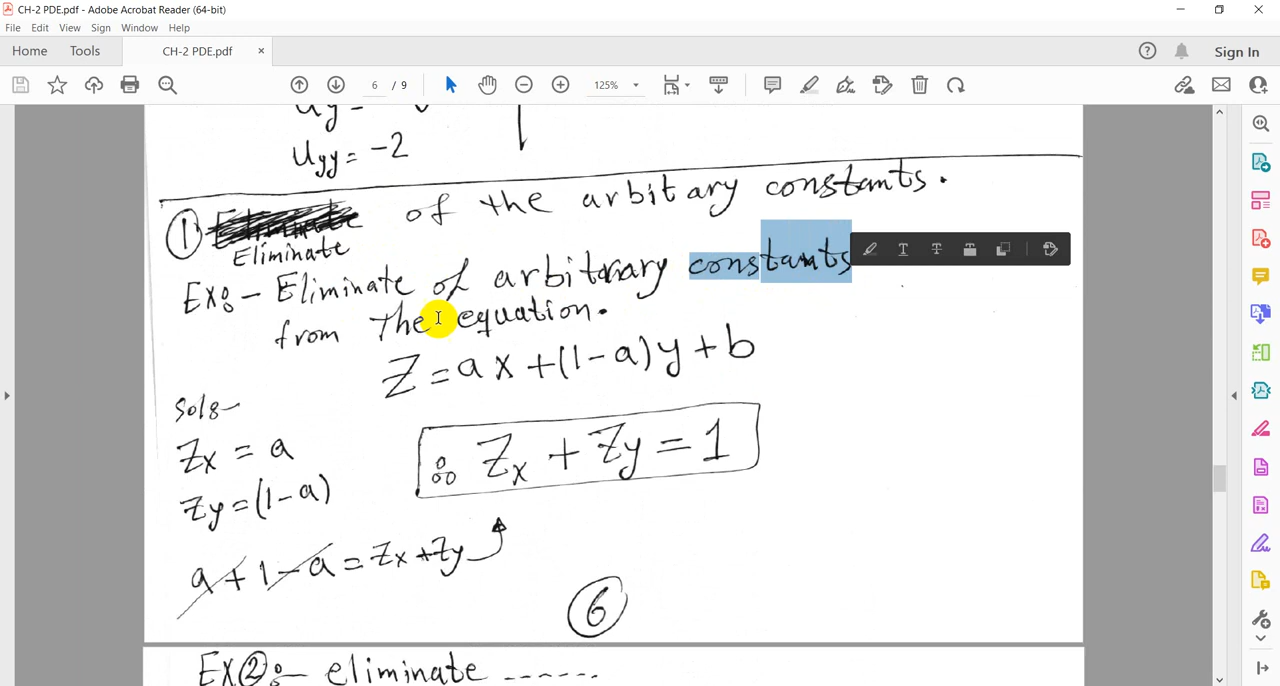 CH-2 PDE.pdf - Adobe Acrobat Reader (64-bit)
File Edit View Sign Window Help
Home Tools CH-2 PDE.pdf × Sign In
6 / 9 125%
Uyy = -2
① Eliminate of the arbitrary constants.
Ex:- Eliminate of arbitrary constants
from The equation.
Z = ax + (1-a)y + b
Sol:-
Zx = a
∴ Zx + Zy = 1
Zy = (1-a)
a + 1 - a = Zx + Zy
6
Ex②:- eliminate ------